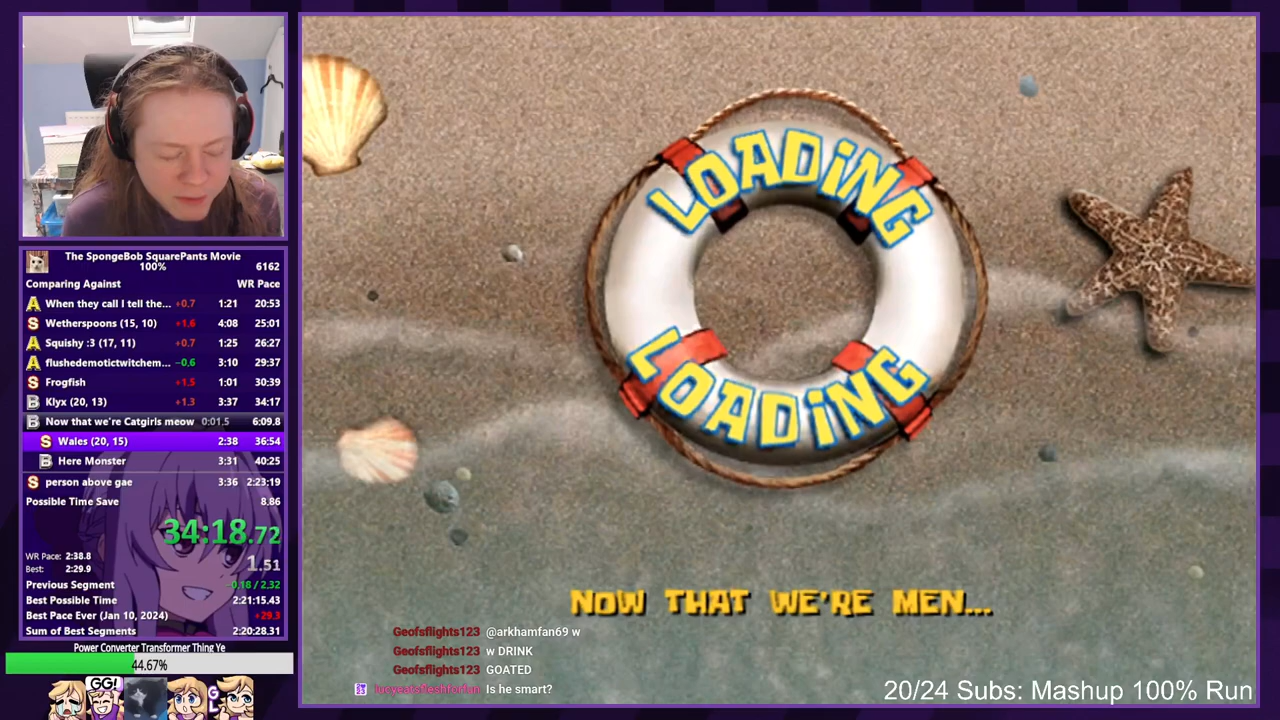 The SpongeBob SquarePants Movie
100% 6162
Comparing Against WR Pace
When they call I tell the... +0.7 1:21 20:53
Wetherspoons (15, 10) +1.6 4:08 25:01
Squishy :3 (17, 11) +0.7 1:25 26:27
flushedemotictwitchem... −0.6 3:10 29:37
Frogfish +1.5 1:01 30:39
Klyx (20, 13) +1.3 3:37 34:17
Now that we're Catgirls meow 0:01.5 6:09.8
Wales (20, 15) 2:38 36:54
Here Monster 3:31 40:25
person above gae 3:36 2:23:19
Possible Time Save 8.86
34:18.72
WR Pace: 2:38.8
Best: 2:29.9
1.51
Previous Segment −0.18 / 2.32
Best Possible Time 2:21:15.43
Best Pace Ever (Jan 10, 2024) +29.3
Sum of Best Segments 2:20:28.31
Power Converter Transformer Thing Ye
44.67%
GG!
LOADING
LOADING
NOW THAT WE'RE MEN...
Geofsflights123 @arkhamfan69 w
Geofsflights123 w DRINK
Geofsflights123 GOATED
Is he smart?
20/24 Subs: Mashup 100% Run